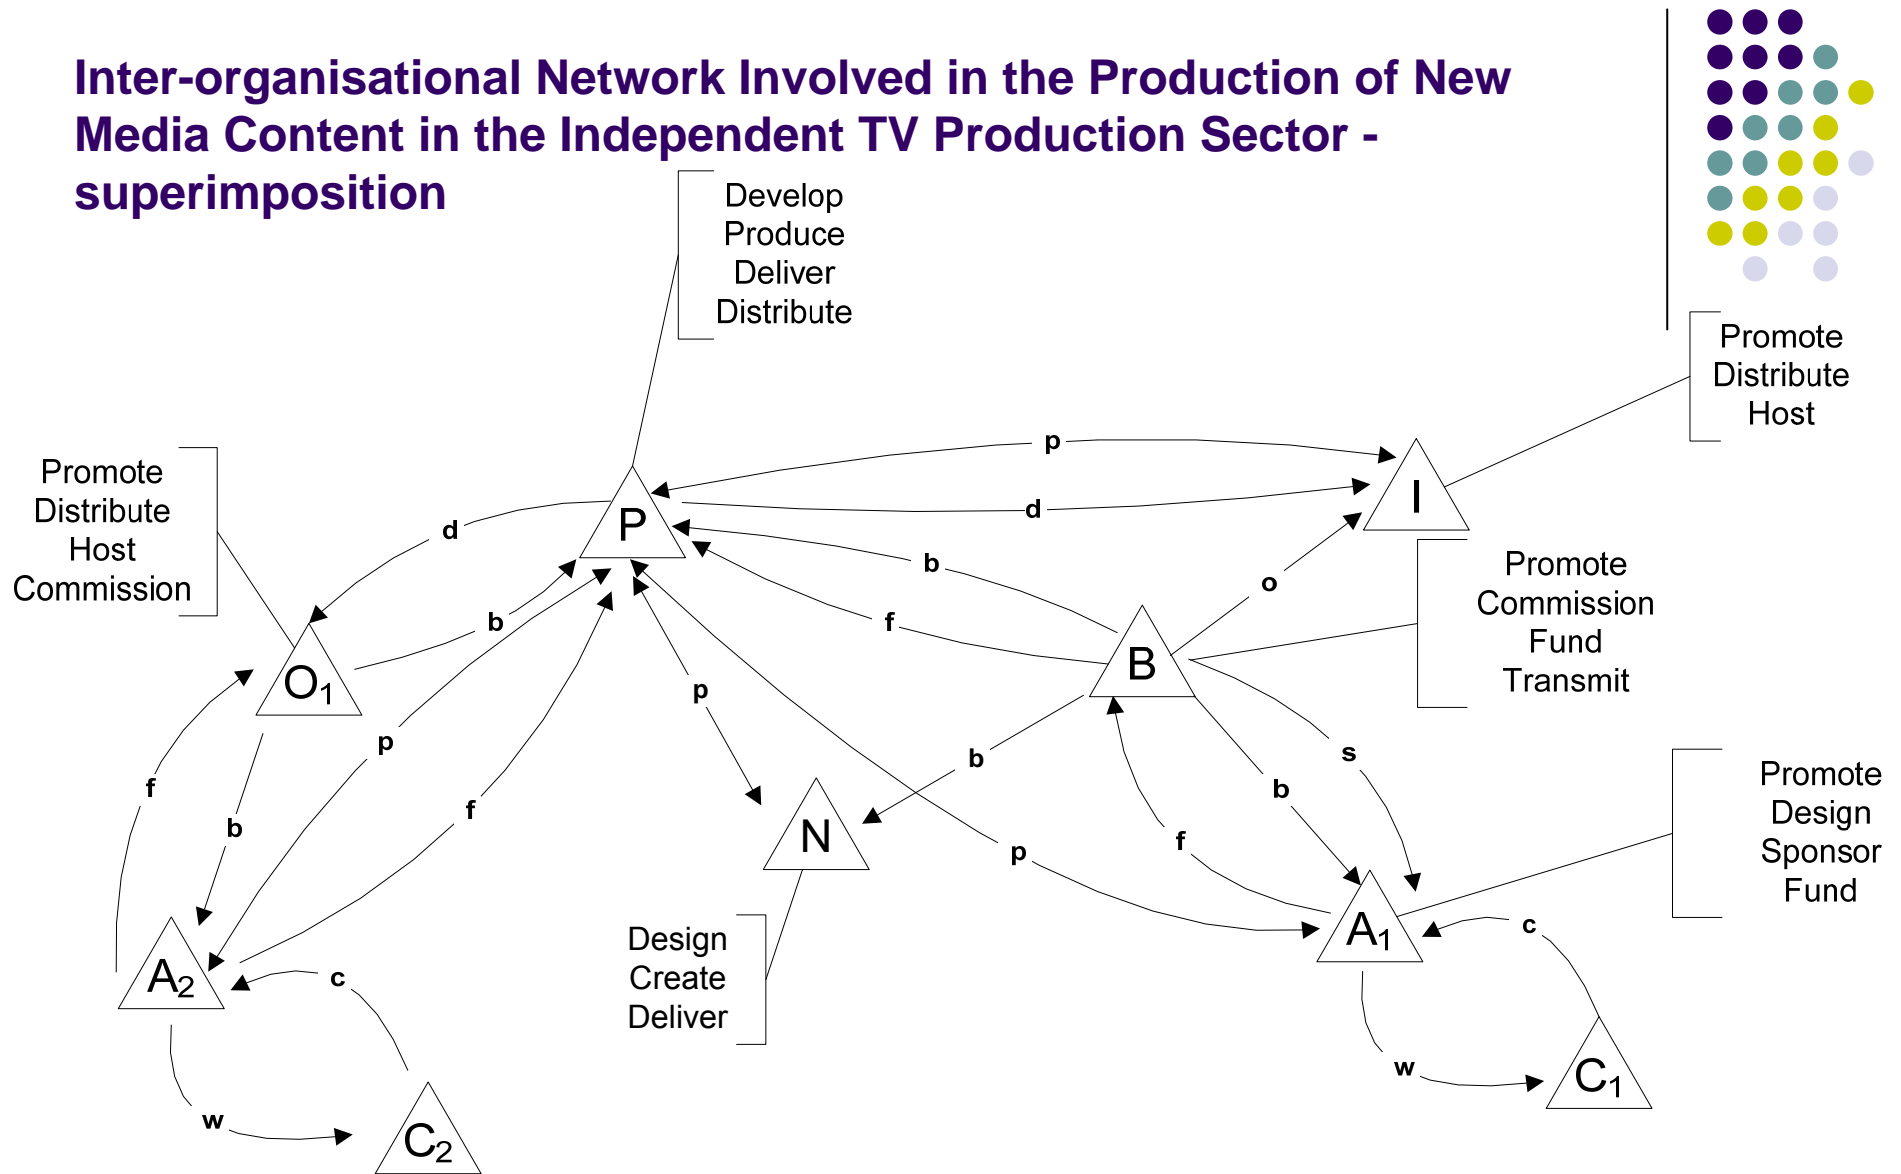 Inter-organisational Network Involved in the Production of New
Media Content in the Independent TV Production Sector -
superimposition
Develop
Produce
Deliver
Distribute
Promote
Distribute
Host
Promote
Distribute
Host
Commission
p
I
d
P
d
b
o
Promote
Commission
Fund
Transmit
b
f
B
O1
p
p
s
b
f
b
f
b
N
f
p
Promote
Design
Sponsor
Fund
A1
c
Design
Create
Deliver
A2
c
w
C1
w
C2